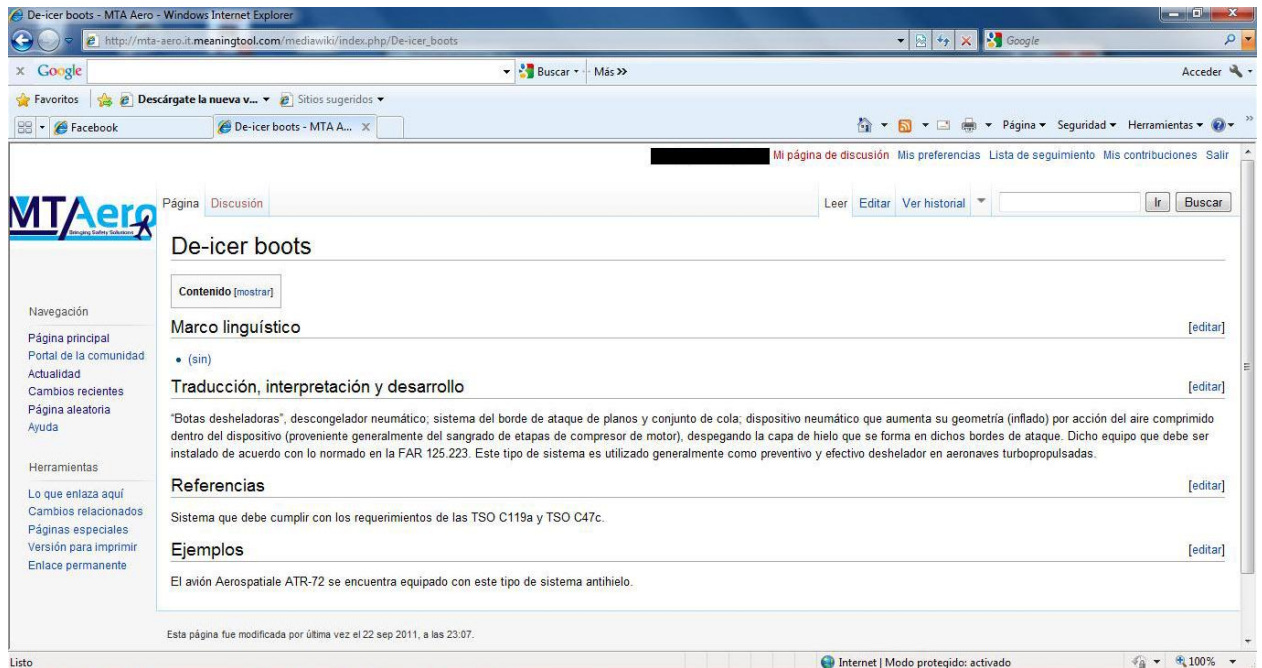 De-icer boots - MTA Aero - Windows Internet Explorer
http://mta-aero.it.meaningtool.com/mediawiki/index.php/De-icer_boots
Google
x Google
Buscar
Más >>
Acceder
Favoritos
Descárgate la nueva v...
Sitios sugeridos
Facebook
De-icer boots - MTA A... X
Página
Seguridad
Herramientas
Mi página de discusión Mis preferencias Lista de seguimiento Mis contribuciones Salir
MTAero
Bringing Safety Solutions
Página Discusión
Leer Editar Ver historial
Ir Buscar
De-icer boots
Contenido [mostrar]
Navegación
Página principal
Portal de la comunidad
Actualidad
Cambios recientes
Página aleatoria
Ayuda
Herramientas
Lo que enlaza aquí
Cambios relacionados
Páginas especiales
Versión para imprimir
Enlace permanente
Marco linguístico [editar]
• (sin)
Traducción, interpretación y desarrollo [editar]
"Botas desheladoras", descongelador neumático; sistema del borde de ataque de planos y conjunto de cola; dispositivo neumático que aumenta su geometría (inflado) por acción del aire comprimido
dentro del dispositivo (proveniente generalmente del sangrado de etapas de compresor de motor), despegando la capa de hielo que se forma en dichos bordes de ataque. Dicho equipo que debe ser
instalado de acuerdo con lo normado en la FAR 125.223. Este tipo de sistema es utilizado generalmente como preventivo y efectivo deshelador en aeronaves turbopropulsadas.
Referencias [editar]
Sistema que debe cumplir con los requerimientos de las TSO C119a y TSO C47c.
Ejemplos [editar]
El avión Aerospatiale ATR-72 se encuentra equipado con este tipo de sistema antihielo.
Esta página fue modificada por última vez el 22 sep 2011, a las 23:07.
Listo
Internet | Modo protegido: activado
100%